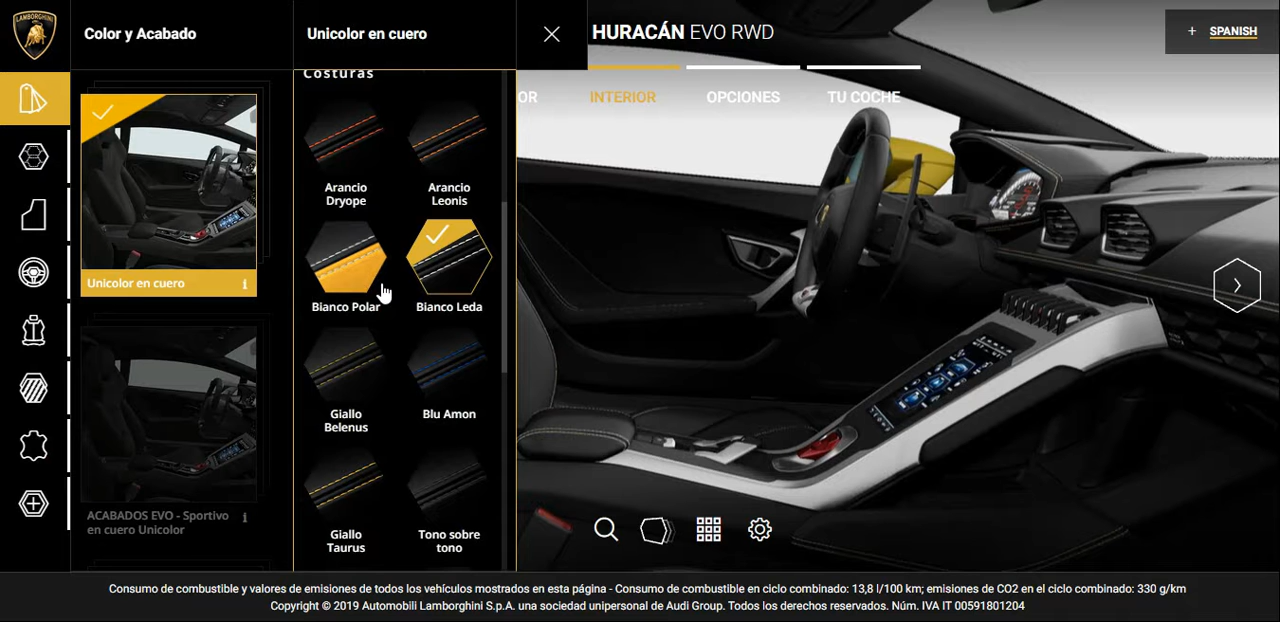 LAMBORGHINI
Color y Acabado
Unicolor en cuero
HURACÁN EVO RWD
+ SPANISH
OR
INTERIOR
OPCIONES
TU COCHE
Unicolor en cuero
i
ACABADOS EVO - Sportivo
en cuero Unicolor
i
Costuras
Arancio
Dryope
Arancio
Leonis
Bianco Polar
Bianco Leda
Giallo
Belenus
Blu Amon
Giallo
Taurus
Tono sobre
tono
Consumo de combustible y valores de emisiones de todos los vehículos mostrados en esta página - Consumo de combustible en ciclo combinado: 13,8 l/100 km; emisiones de CO2 en el ciclo combinado: 330 g/km
Copyright © 2019 Automobili Lamborghini S.p.A. una sociedad unipersonal de Audi Group. Todos los derechos reservados. Núm. IVA IT 00591801204